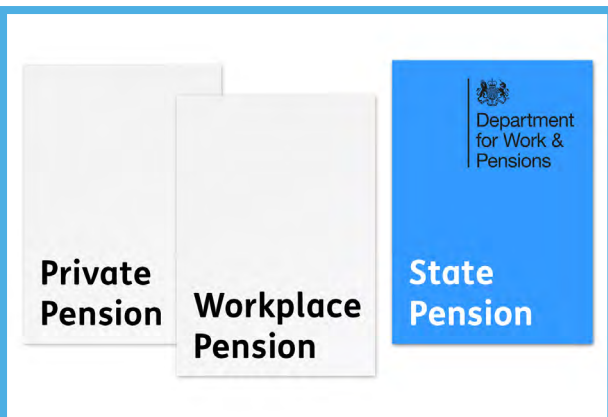 Private
Pension
Workplace
Pension
Department
for Work &
Pensions
State
Pension